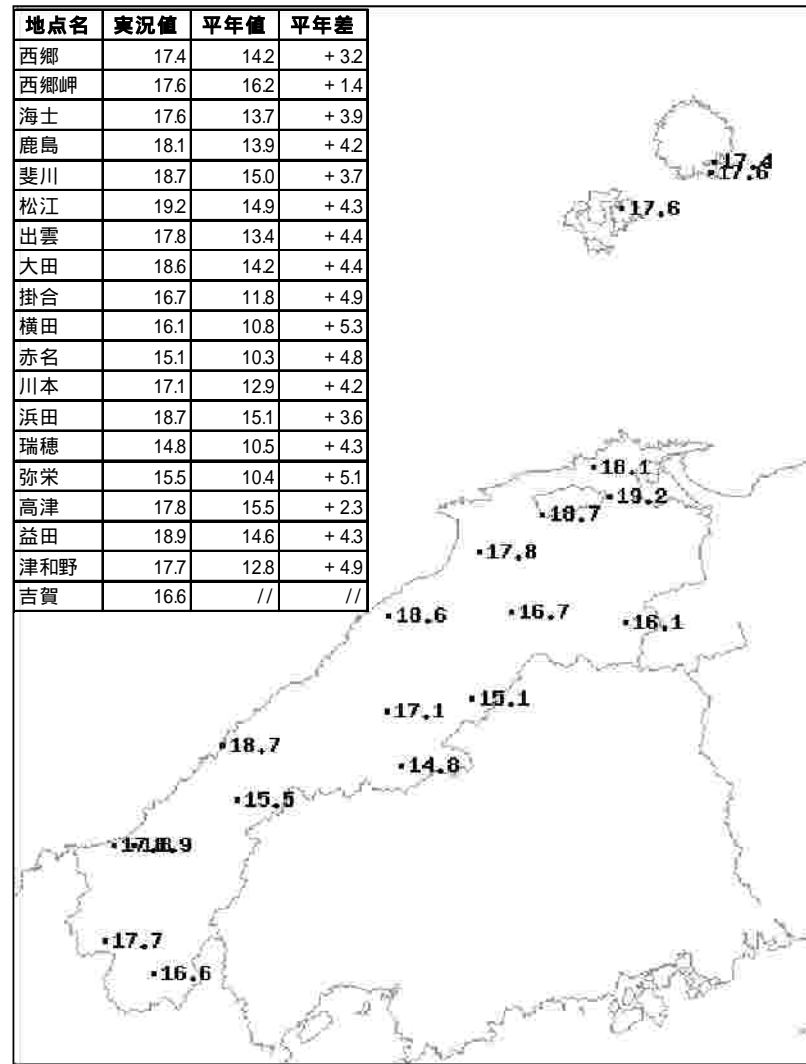 地点名 実況値 平年値 平年差
西郷 17.4 14.2 + 3.2
西郷岬 17.6 16.2 + 1.4
海士 17.6 13.7 + 3.9
鹿島 18.1 13.9 + 4.2
斐川 18.7 15.0 + 3.7
松江 19.2 14.9 + 4.3
出雲 17.8 13.4 + 4.4
大田 18.6 14.2 + 4.4
掛合 16.7 11.8 + 4.9
横田 16.1 10.8 + 5.3
赤名 15.1 10.3 + 4.8
川本 17.1 12.9 + 4.2
浜田 18.7 15.1 + 3.6
瑞穂 14.8 10.5 + 4.3
弥栄 15.5 10.4 + 5.1
高津 17.8 15.5 + 2.3
益田 18.9 14.6 + 4.3
津和野 17.7 12.8 + 4.9
吉賀 16.6 // //
17.4
17.6
17.6
18.1
19.2
18.7
17.8
18.6
16.7
16.1
15.1
17.1
18.7
14.8
15.5
17.8
18.9
17.7
16.6